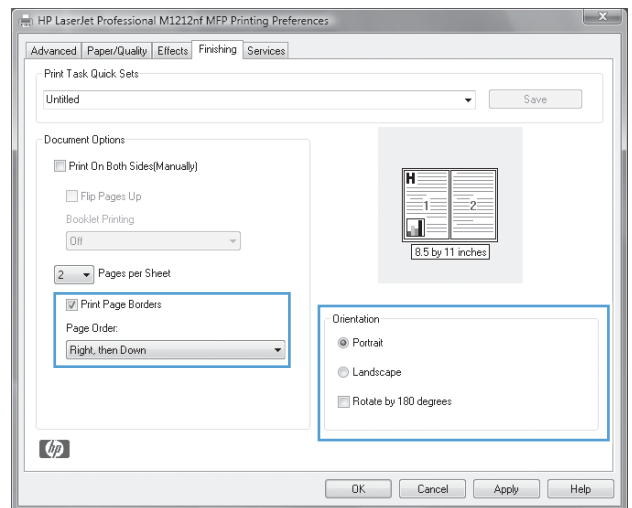 HP LaserJet Professional M1212nf MFP Printing Preferences
Advanced Paper/Quality Effects Finishing Services
Print Task Quick Sets
Untitled
Save
Document Options
Print On Both Sides(Manually)
Flip Pages Up
Booklet Printing
Off
2 Pages per Sheet
Print Page Borders
Page Order:
Right, then Down
H
1 2
8.5 by 11 inches
Orientation
Portrait
Landscape
Rotate by 180 degrees
hp
OK Cancel Apply Help